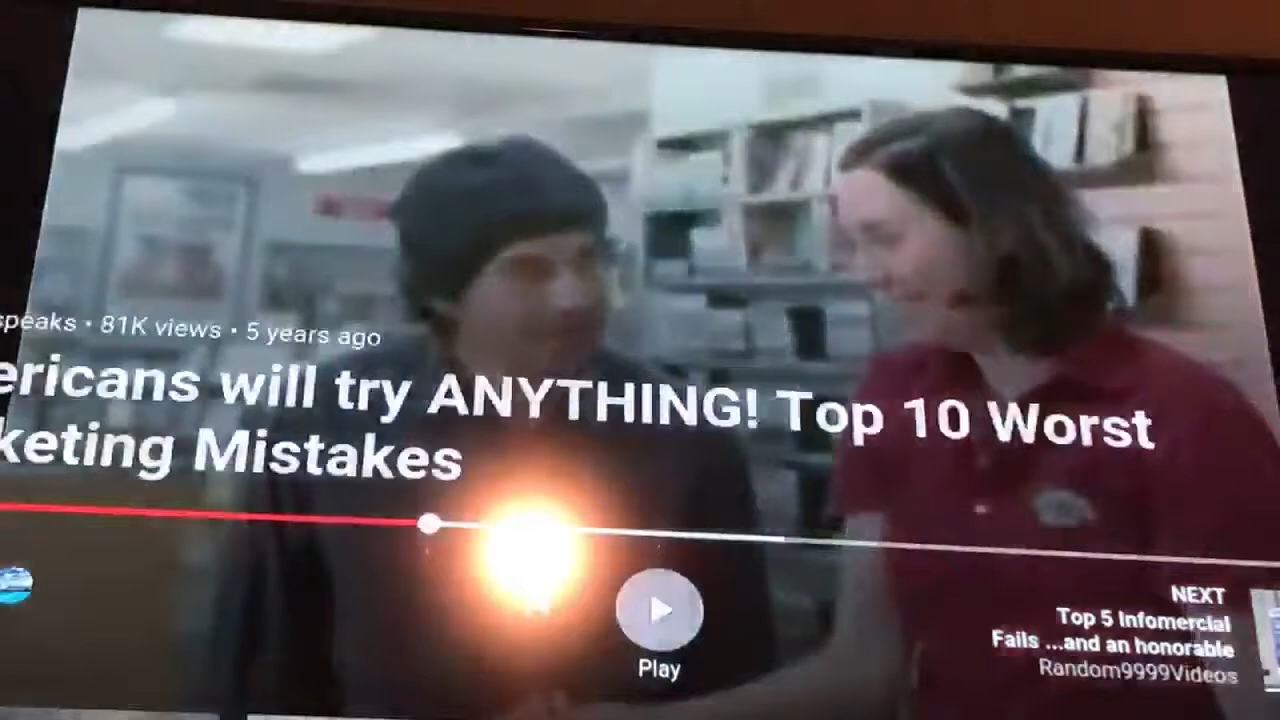 speaks • 81K views • 5 years ago
ericans will try ANYTHING! Top 10 Worst
keting Mistakes
Play
NEXT
Top 5 Infomercial
Fails ...and an honorable
Random9999Videos